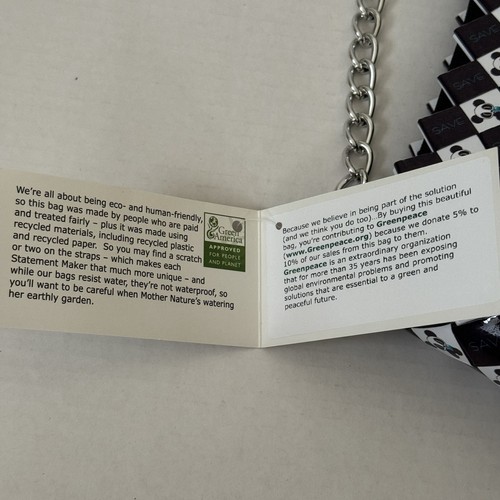 We're all about being eco- and human-friendly,
so this bag was made by people who are paid
and treated fairly – plus it was made using
recycled materials, including recycled plastic
and recycled paper. So you may find a scratch
or two on the straps – which makes each
Statement Maker that much more unique – and
while our bags resist water, they're not waterproof, so
you'll want to be careful when Mother Nature's watering
her earthly garden.
Green
America
APPROVED
FOR PEOPLE
AND PLANET
Because we believe in being part of the solution
(and we think you do too)...By buying this beautiful
bag, you're contributing to Greenpeace
(www.Greenpeace.org) because we donate 5% to
10% of our sales from this bag to them.
Greenpeace is an extraordinary organization
that for more than 35 years has been exposing
global environmental problems and promoting
solutions that are essential to a green and
peaceful future.
SAVE
SAVE
SAVE